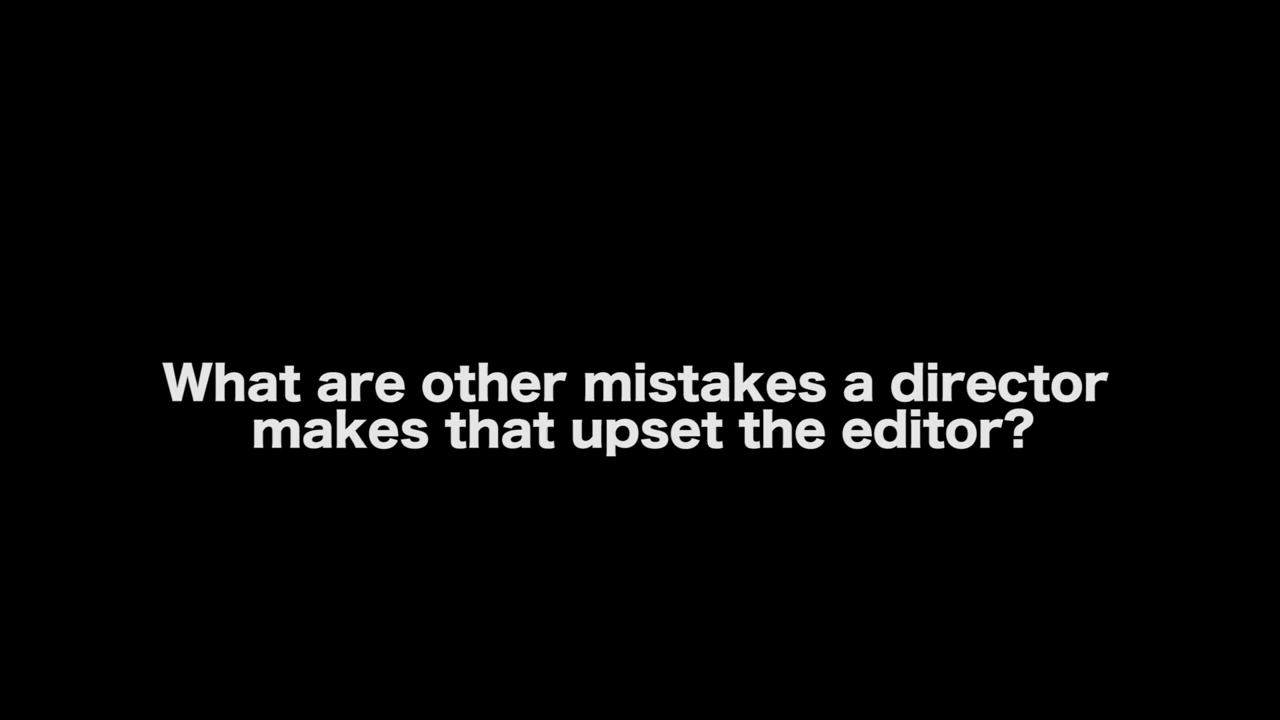 What are other mistakes a director
makes that upset the editor?